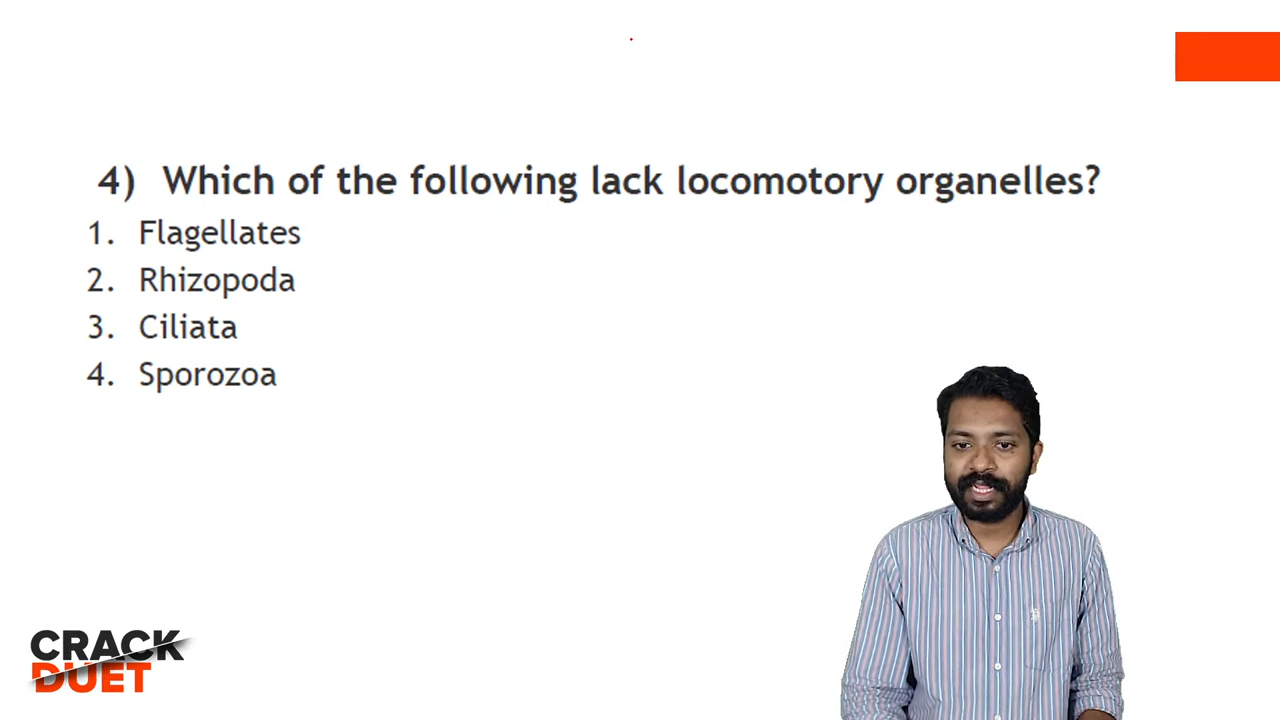 4) Which of the following lack locomotory organelles?
1. Flagellates
2. Rhizopoda
3. Ciliata
4. Sporozoa
CRACK
DUET